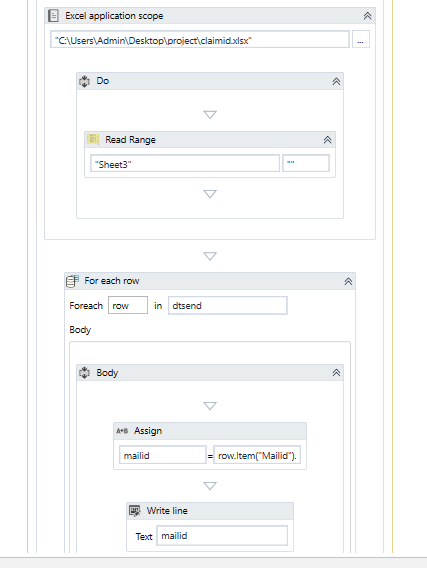 Excel application scope
"C:\Users\Admin\Desktop\project\claimid.xlsx"
...
Do
Read Range
"Sheet3"
""
For each row
Foreach row in dtsend
Body
Body
A+B Assign
mailid = row.Item("Mailid").
Write line
Text mailid